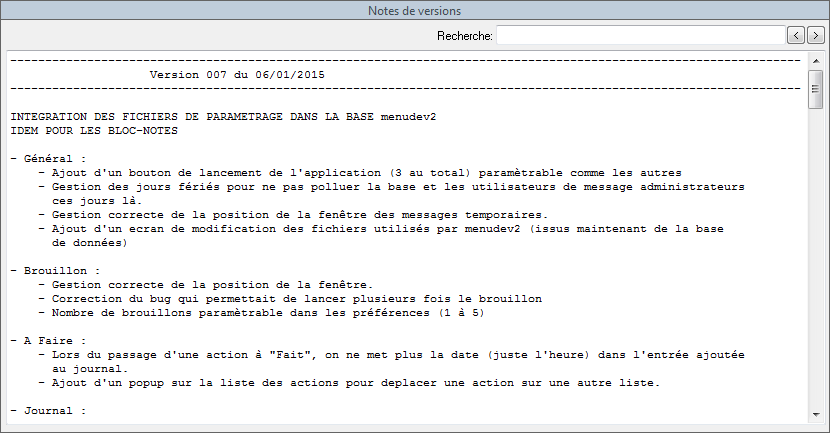 Notes de versions
Recherche:
--------------------------------------------------------------------------------------------------------------------
Version 007 du 06/01/2015
--------------------------------------------------------------------------------------------------------------------
INTEGRATION DES FICHIERS DE PARAMETRAGE DANS LA BASE menudev2
IDEM POUR LES BLOC-NOTES
- Général :
- Ajout d'un bouton de lancement de l'application (3 au total) paramètrable comme les autres
- Gestion des jours fériés pour ne pas polluer la base et les utilisateurs de message administrateurs
ces jours là.
- Gestion correcte de la position de la fenêtre des messages temporaires.
- Ajout d'un ecran de modification des fichiers utilisés par menudev2 (issus maintenant de la base
de données)
- Brouillon :
- Gestion correcte de la position de la fenêtre.
- Correction du bug qui permettait de lancer plusieurs fois le brouillon
- Nombre de brouillons paramètrable dans les préférences (1 à 5)
- A Faire :
- Lors du passage d'une action à "Fait", on ne met plus la date (juste l'heure) dans l'entrée ajoutée
au journal.
- Ajout d'un popup sur la liste des actions pour deplacer une action sur une autre liste.
- Journal :